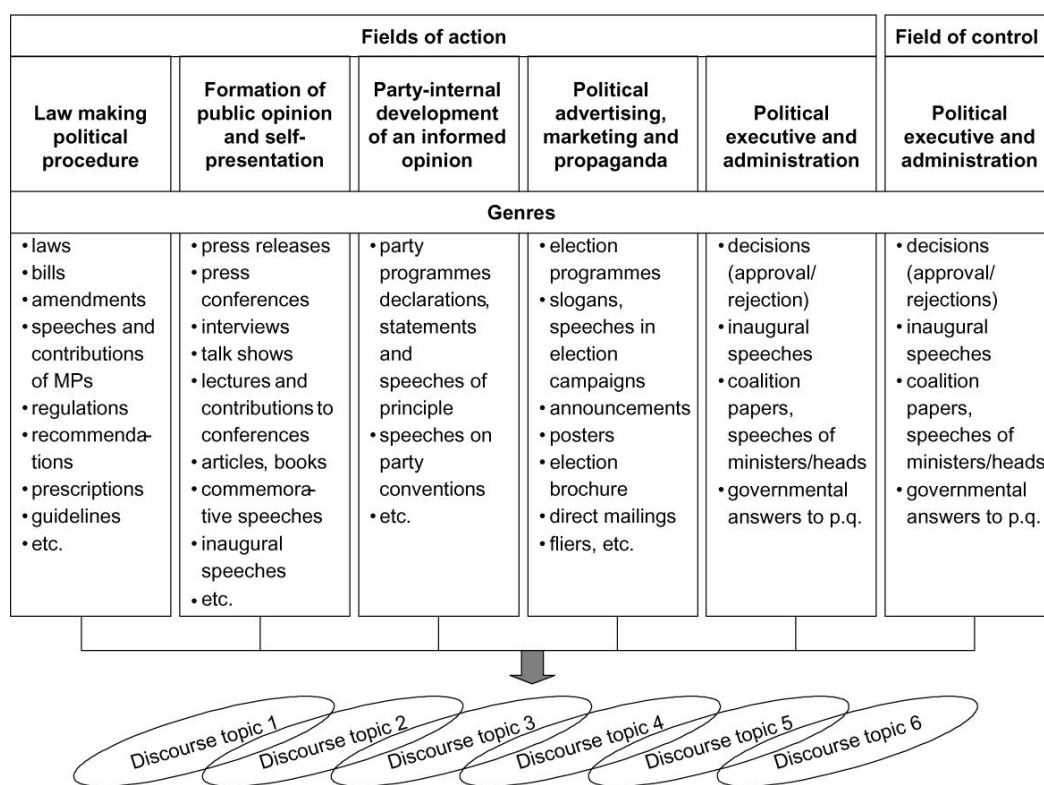 Fields of action
Field of control
Law making
political
procedure
Formation of
public opinion
and self-
presentation
Party-internal
development
of an informed
opinion
Political
advertising,
marketing and
propaganda
Political
executive and
administration
Political
executive and
administration
Genres
• laws
• bills
• amendments
• speeches and
contributions
of MPs
• regulations
• recommenda-
tions
• prescriptions
• guidelines
• etc.
• press releases
• press
conferences
• interviews
• talk shows
• lectures and
contributions to
conferences
• articles, books
• commemora-
tive speeches
• inaugural
speeches
• etc.
• party
programmes
declarations,
statements
and
speeches of
principle
• speeches on
party
conventions
• etc.
• election
programmes
• slogans,
speeches in
election
campaigns
• announcements
• posters
• election
brochure
• direct mailings
• fliers, etc.
• decisions
(approval/
rejection)
• inaugural
speeches
• coalition
papers,
speeches of
ministers/heads
• governmental
answers to p.q.
• decisions
(approval/
rejections)
• inaugural
speeches
• coalition
papers,
speeches of
ministers/heads
• governmental
answers to p.q.
Discourse topic 1
Discourse topic 2
Discourse topic 3
Discourse topic 4
Discourse topic 5
Discourse topic 6